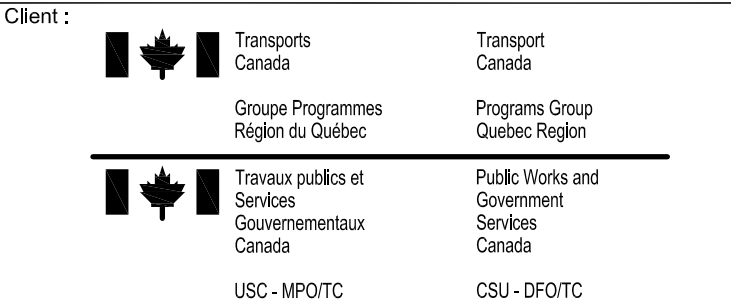 Client :
Transports
Canada
Groupe Programmes
Région du Québec
Transport
Canada
Programs Group
Quebec Region
Travaux publics et
Services
Gouvernementaux
Canada
USC - MPO/TC
Public Works and
Government
Services
Canada
CSU - DFO/TC